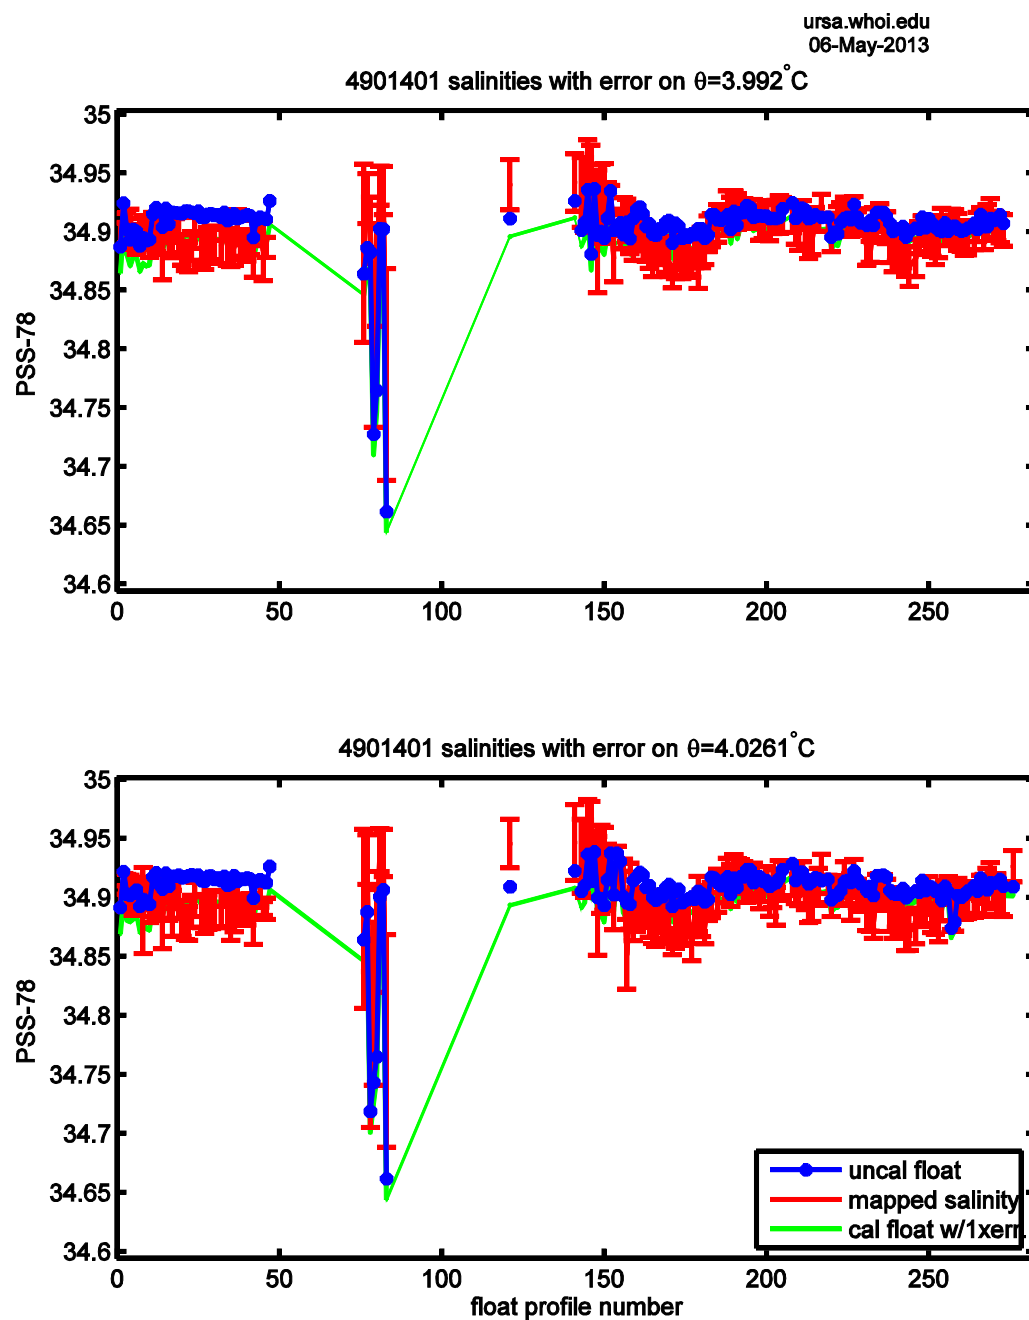 ursa.whoi.edu
06-May-2013
4901401 salinities with error on θ=3.992°C
35
34.95
34.9
34.85
34.8
34.75
34.7
34.65
34.6
PSS-78
0 50 100 150 200 250
4901401 salinities with error on θ=4.0261°C
35
34.95
34.9
34.85
34.8
34.75
34.7
34.65
34.6
PSS-78
uncal float
mapped salinity
cal float w/1xerr.
0 50 100 150 200 250
float profile number